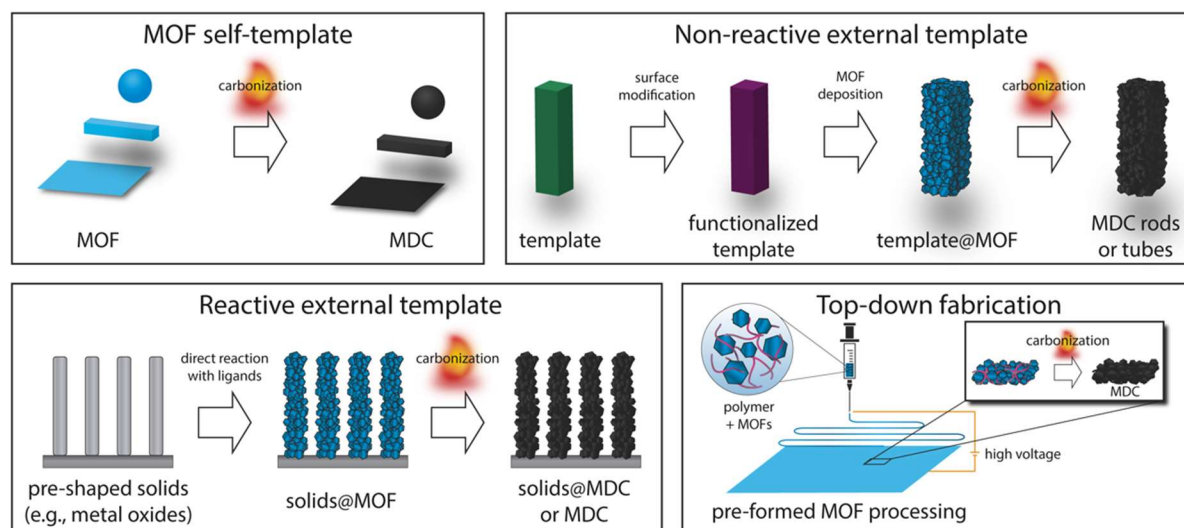 MOF self-template
carbonization
MOF
MDC
Non-reactive external template
surface
modification
MOF
deposition
carbonization
template
functionalized
template
template@MOF
MDC rods
or tubes
Reactive external template
direct reaction
with ligands
carbonization
pre-shaped solids
(e.g., metal oxides)
solids@MOF
solids@MDC
or MDC
Top-down fabrication
carbonization
MDC
polymer
+ MOFs
high voltage
pre-formed MOF processing